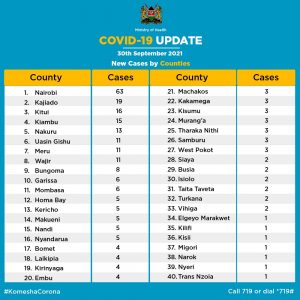 Ministry of Health
COVID-19 UPDATE
30th September 2021
New Cases by Counties
County Cases County Cases
1. Nairobi 63 21. Machakos 3
2. Kajiado 19 22. Kakamega 3
3. Kitui 16 23. Kisumu 3
4. Kiambu 15 24. Murang'a 3
5. Nakuru 13 25. Tharaka Nithi 3
6. Uasin Gishu 11 26. Samburu 3
7. Meru 11 27. West Pokot 3
8. Wajir 11 28. Siaya 2
9. Bungoma 8 29. Busia 2
10. Garissa 6 30. Isiolo 2
11. Mombasa 6 31. Taita Taveta 2
12. Homa Bay 5 32. Turkana 2
13. Kericho 5 33. Vihiga 2
14. Makueni 5 34. Elgeyo Marakwet 1
15. Nandi 5 35. Kilifi 1
16. Nyandarua 5 36. Kisii 1
17. Bomet 4 37. Migori 1
18. Laikipia 4 38. Narok 1
19. Kirinyaga 4 39. Nyeri 1
20. Embu 4 40. Trans Nzoia 1
#KomeshaCorona Call 719 or dial *719#